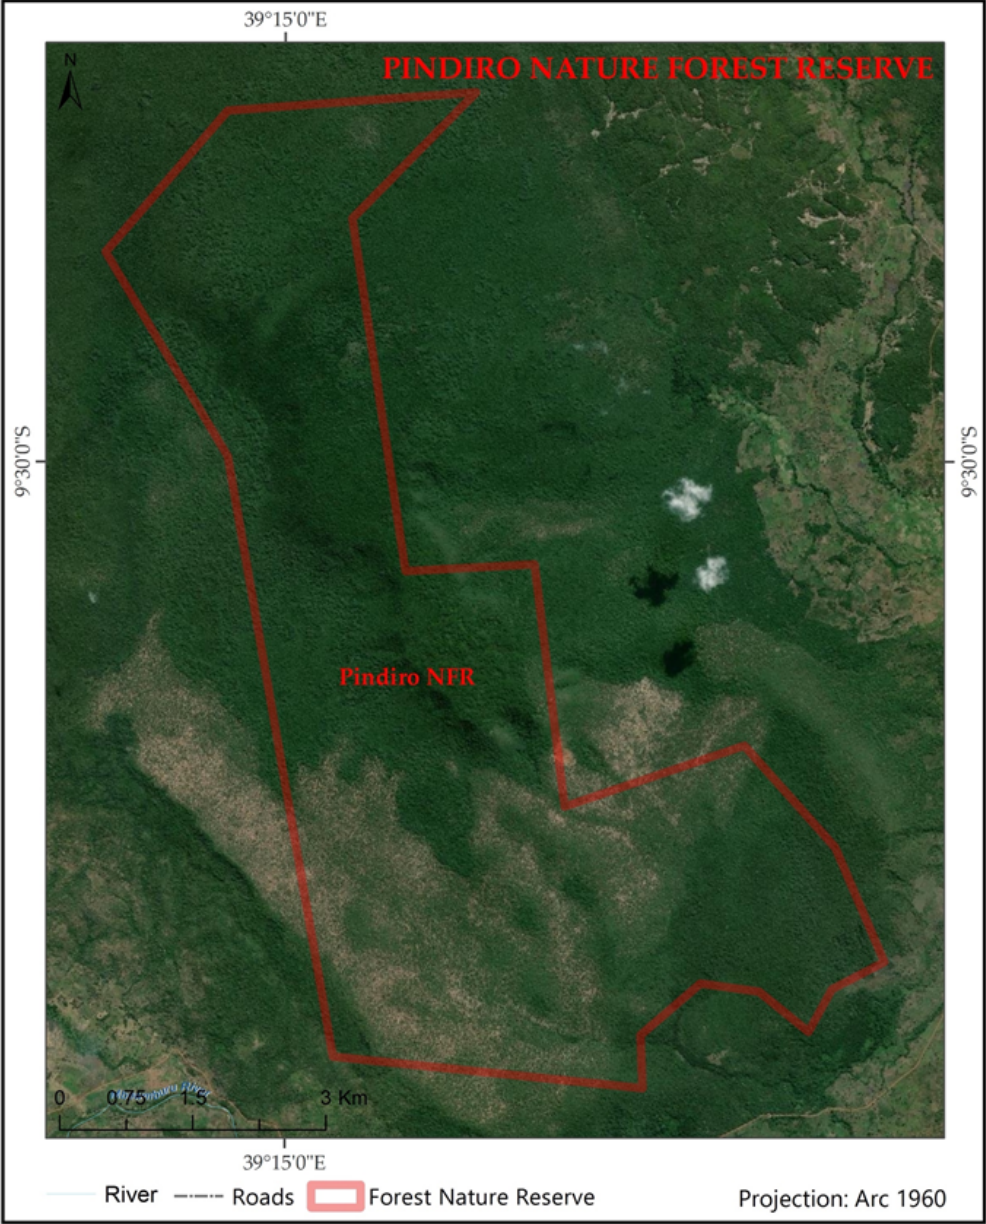 39°15'0"E
N
PINDIRO NATURE FOREST RESERVE
9°30'0"S
9°30'0"S
Pindiro NFR
River
0 0.75 1.5 3 Km
39°15'0"E
River Roads Forest Nature Reserve Projection: Arc 1960